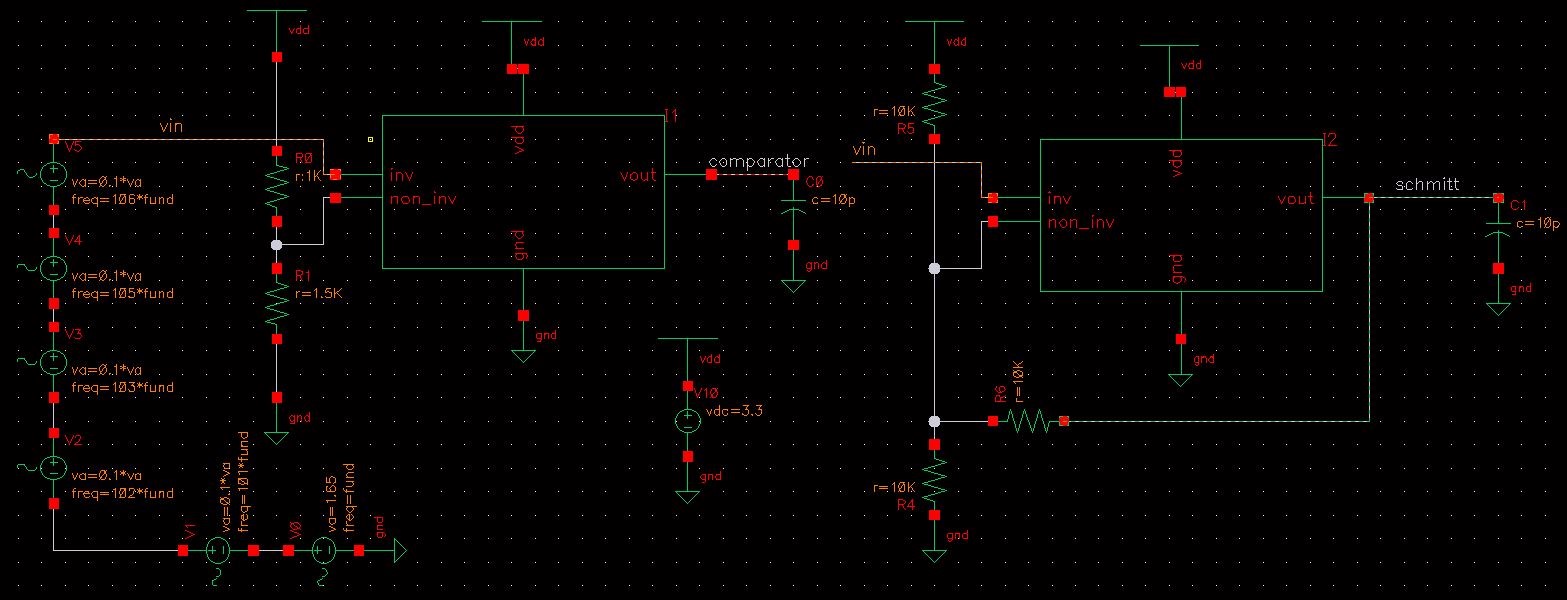 vdd
vdd
vdd
vdd
I1
vdd
R0
r:1K
vin
V5
va=0.1*va
freq=106*fund
inv
non_inv
vout
gnd
comparator
C0
c=10p
gnd
r=10K
R5
vin
I2
vdd
inv
non_inv
vout
gnd
schmitt
C1
c=10p
gnd
V4
va=0.1*va
freq=105*fund
R1
r=1.5K
gnd
gnd
V3
va=0.1*va
freq=103*fund
gnd
vdd
V10
vdc=3.3
gnd
R6
r=10K
V2
va=0.1*va
freq=102*fund
r=10K
R4
gnd
V1
va=0.1*va
freq=101*fund
V0
va=1.65
freq=fund
gnd